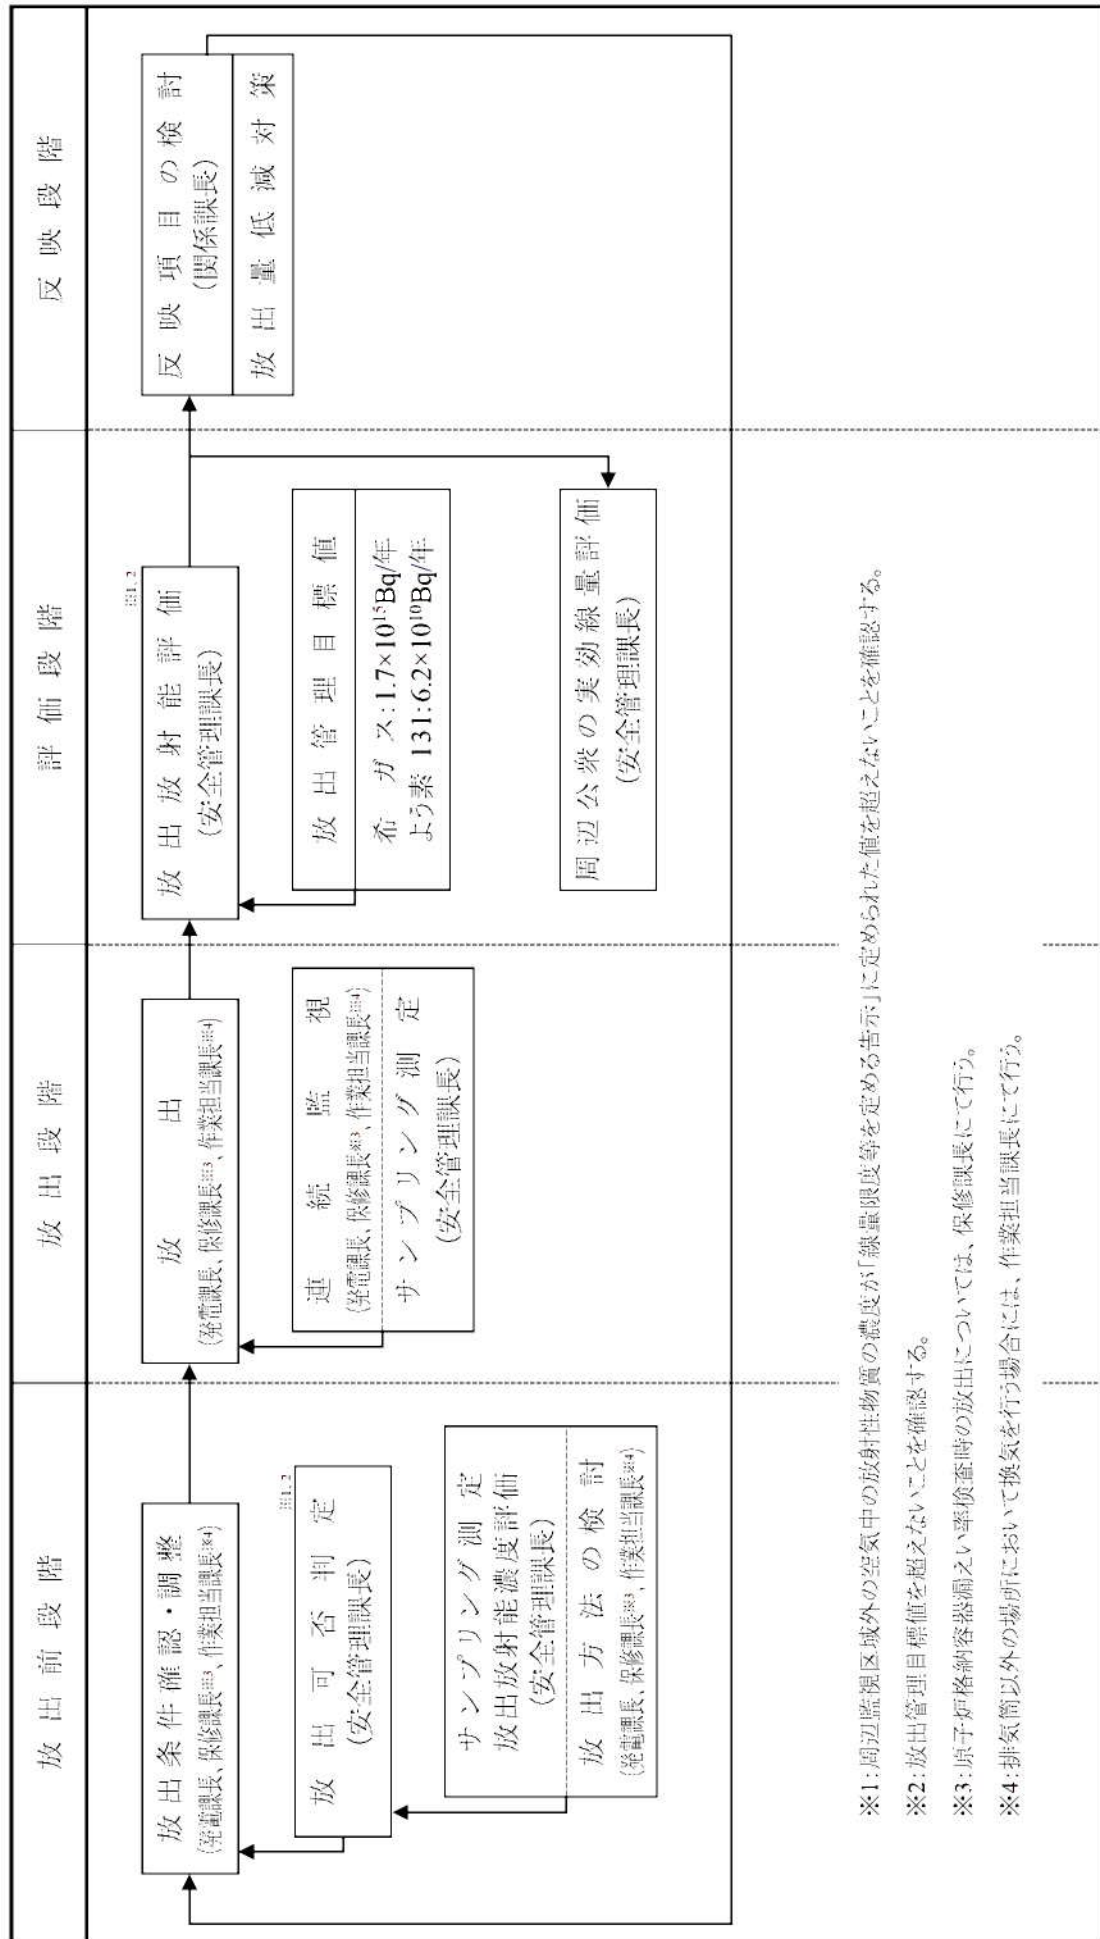 放出前段階
放出段階
評価段階
反映段階
放出条件確認・調整
(発電課長、保修課長※3、作業担当課長※4)
※1、2
放出可否判定
(安全管理課長)
サンプリング測定
放出放射能濃度評価
(安全管理課長)
放出方法の検討
(発電課長、保修課長※3、作業担当課長※4)
放出
(発電課長、保修課長※3、作業担当課長※4)
連続監視
(発電課長、保修課長※3、作業担当課長※4)
サンプリング測定
(安全管理課長)
※1、2
放出放射能評価
(安全管理課長)
放出管理目標値
希ガス:1.7×10¹⁵Bq/年
よう素131:6.2×10¹⁰Bq/年
周辺公衆の実効線量評価
(安全管理課長)
反映項目の検討
(関係課長)
放出量低減対策
※1:周辺監視区域外の空気中の放射性物質の濃度が「線量限度等を定める告示」に定められた値を超えないことを確認する。
※2:放出管理目標値を超えないことを確認する。
※3:原子炉格納容器漏えい率検査時の放出については、保修課長にて行う。
※4:排気筒以外の場所において換気を行う場合には、作業担当課長にて行う。